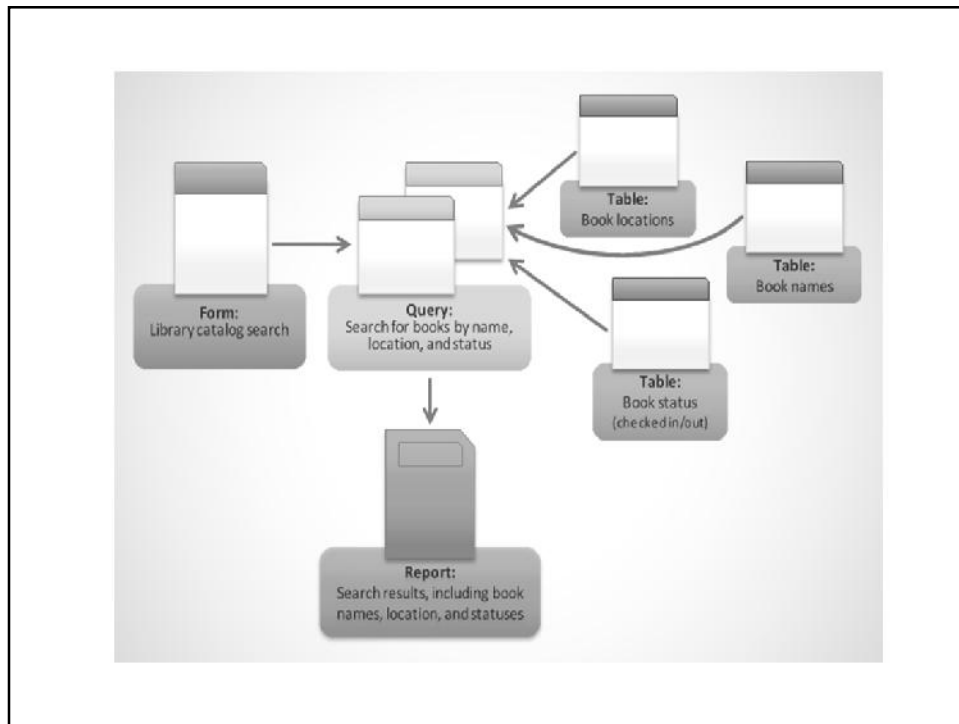 Form:
Library catalog search
Query:
Search for books by name,
location, and status
Table:
Book locations
Table:
Book names
Table:
Book status
(checked in/out)
Report:
Search results, including book
names, location, and statuses